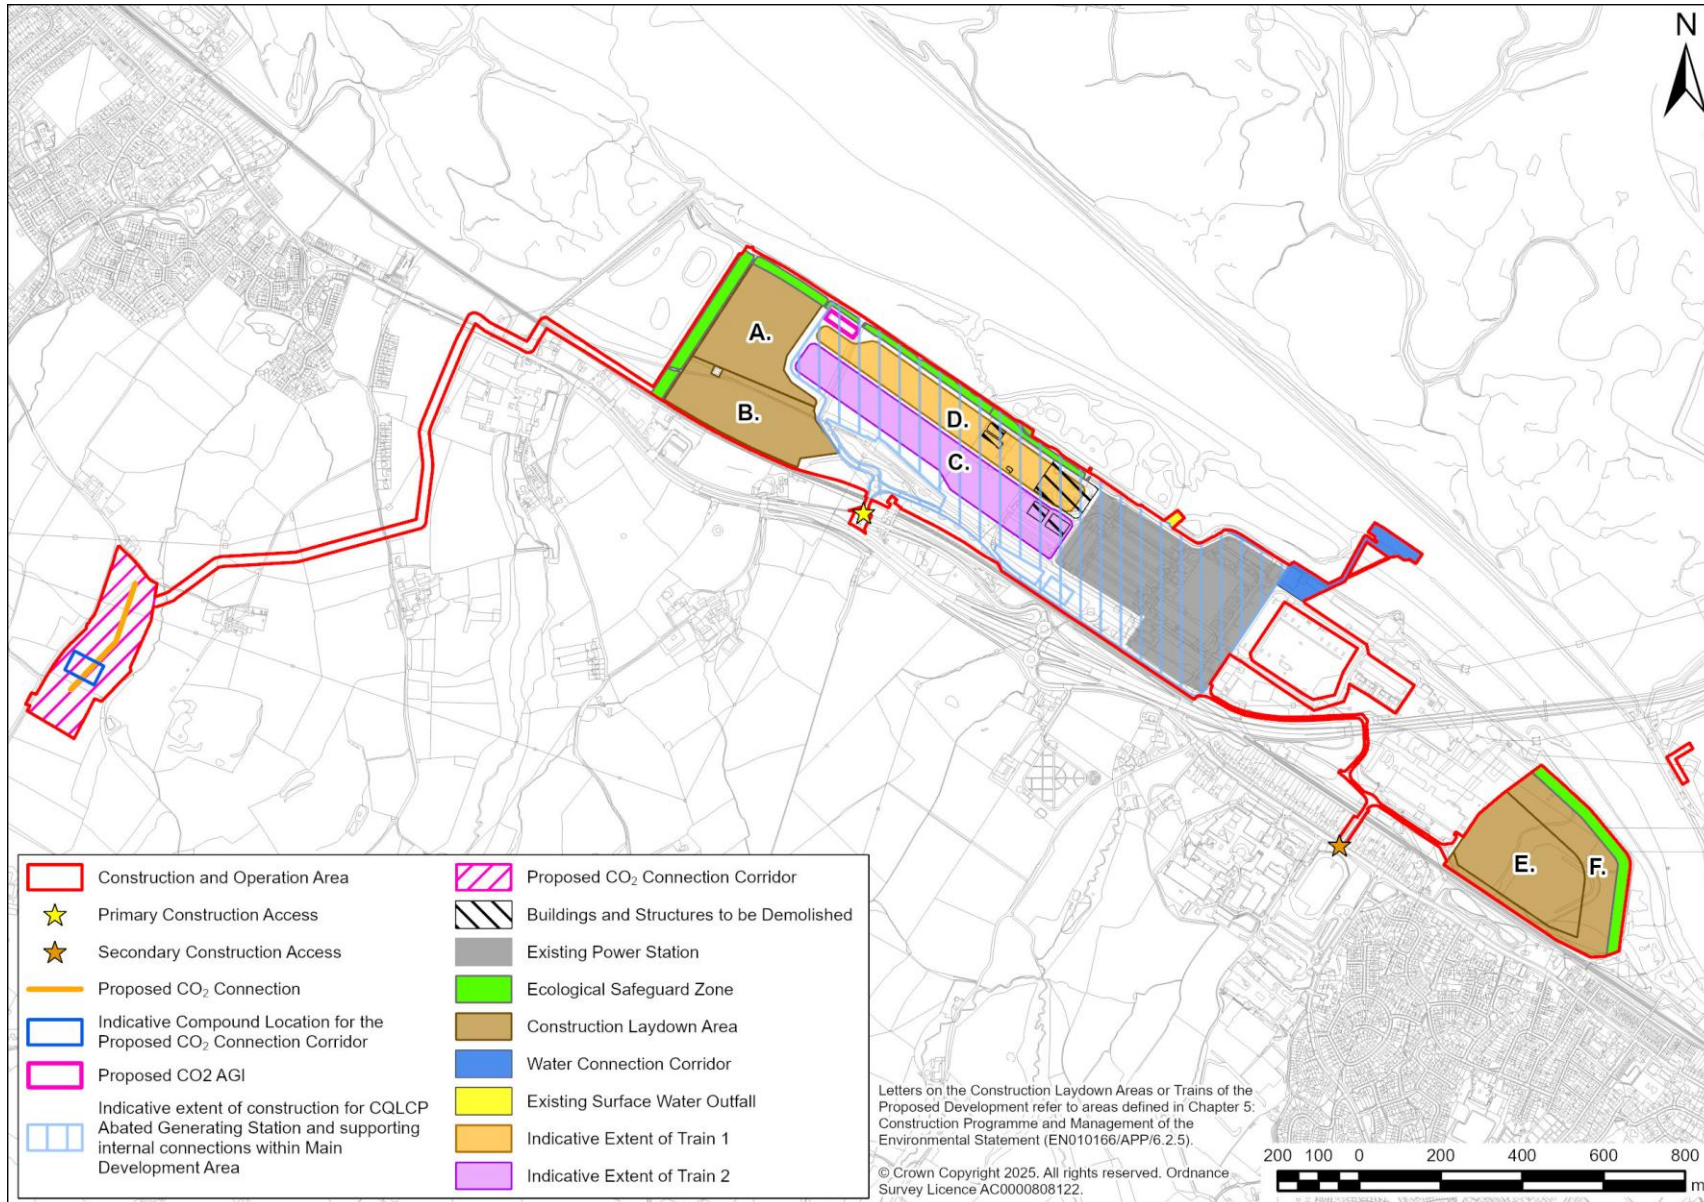 N
A.
B.
D.
C.
E.
F.
Construction and Operation Area
Primary Construction Access
Secondary Construction Access
Proposed CO₂ Connection
Indicative Compound Location for the
Proposed CO₂ Connection Corridor
Proposed CO2 AGI
Indicative extent of construction for CQLCP
Abated Generating Station and supporting
internal connections within Main
Development Area
Proposed CO₂ Connection Corridor
Buildings and Structures to be Demolished
Existing Power Station
Ecological Safeguard Zone
Construction Laydown Area
Water Connection Corridor
Existing Surface Water Outfall
Indicative Extent of Train 1
Indicative Extent of Train 2
Letters on the Construction Laydown Areas or Trains of the
Proposed Development refer to areas defined in Chapter 5:
Construction Programme and Management of the
Environmental Statement (EN010166/APP/6.2.5).
© Crown Copyright 2025. All rights reserved. Ordnance
Survey Licence AC0000808122.
200 100 0 200 400 600 800
m